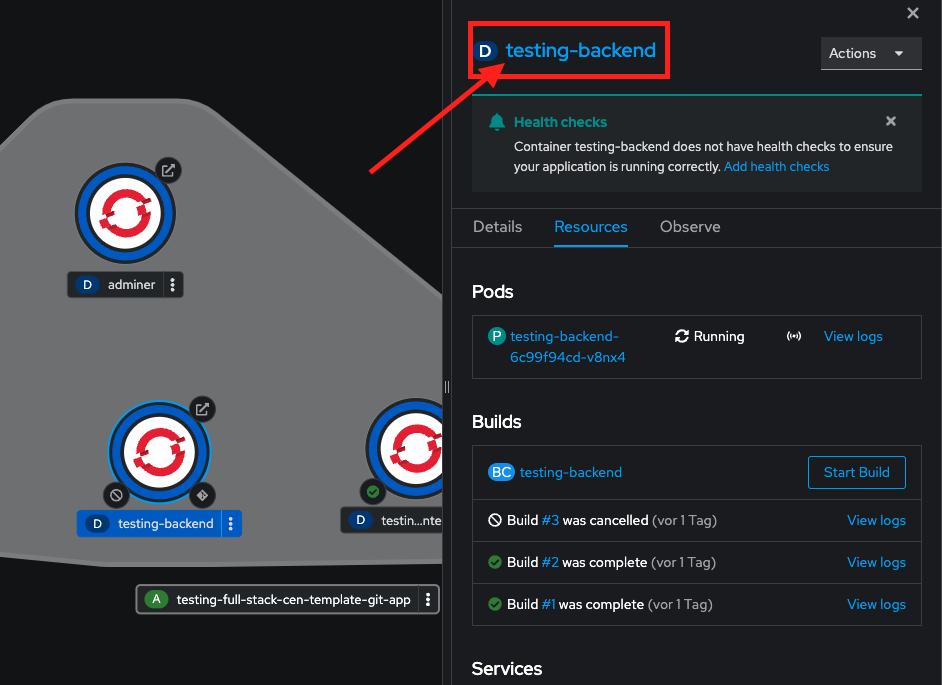 D testing-backend
Actions
Health checks
Container testing-backend does not have health checks to ensure
your application is running correctly. Add health checks
Details Resources Observe
Pods
P testing-backend-
6c99f94cd-v8nx4
Running
View logs
Builds
BC testing-backend
Start Build
Build #3 was cancelled (vor 1 Tag) View logs
Build #2 was complete (vor 1 Tag) View logs
Build #1 was complete (vor 1 Tag) View logs
Services
D adminer
D testing-backend
D testin...nte
A testing-full-stack-cen-template-git-app